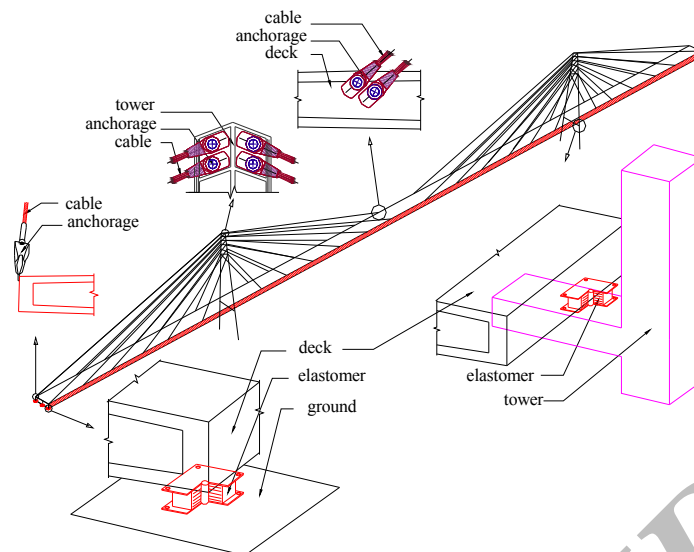 cable
anchorage
deck
tower
anchorage
cable
cable
anchorage
deck
elastomer
ground
elastomer
tower